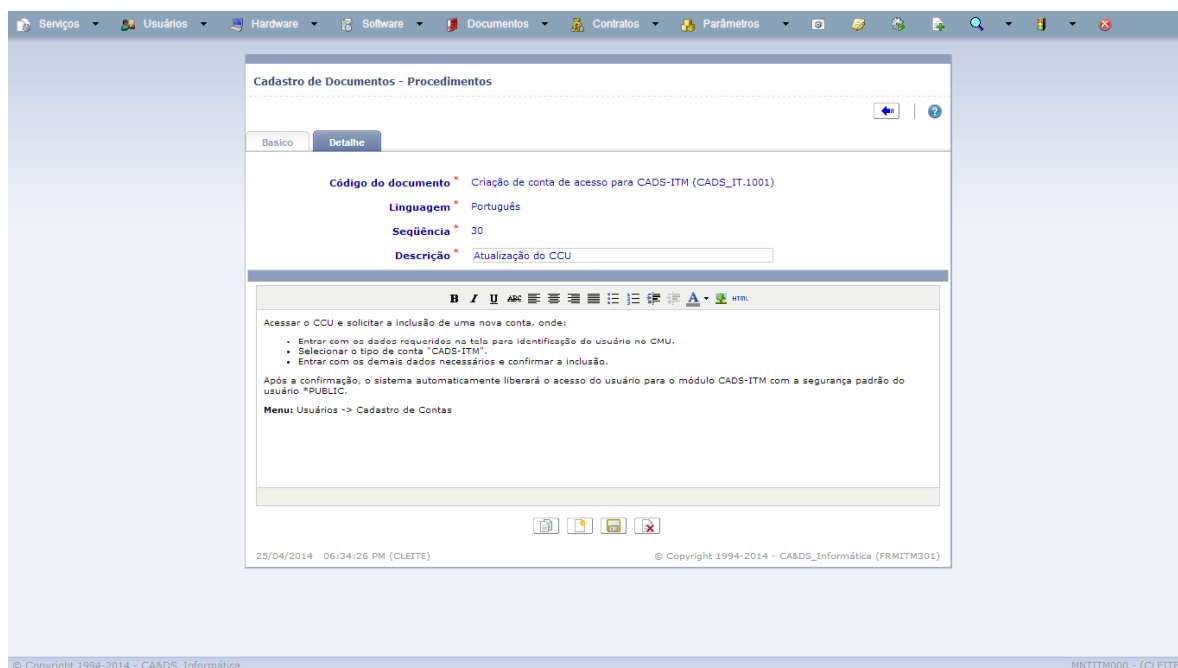 Serviços Usuários Hardware Software Documentos Contratos Parâmetros
Cadastro de Documentos - Procedimentos
Basico Detalhe
Código do documento * Criação de conta de acesso para CADS-ITM (CADS_IT.1001)
Linguagem * Português
Seqüência * 30
Descrição * Atualização do CCU
B I U ABC A HTML
Acessar o CCU e solicitar a inclusão de uma nova conta, onde:
• Entrar com os dados requeridos na tela para identificação do usuário no CMU.
• Selecionar o tipo de conta "CADS-ITM".
• Entrar com os demais dados necessários e confirmar a inclusão.
Após a confirmação, o sistema automaticamente liberará o acesso do usuário para o módulo CADS-ITM com a segurança padrão do
usuário *PUBLIC.
Menu: Usuários -> Cadastro de Contas
25/04/2014 06:34:26 PM (CLEITE) © Copyright 1994-2014 - CA&DS_Informática (FRMITM301)
© Copyright 1994-2014 - CA&DS_Informática MNTITM000 - (CLEITE